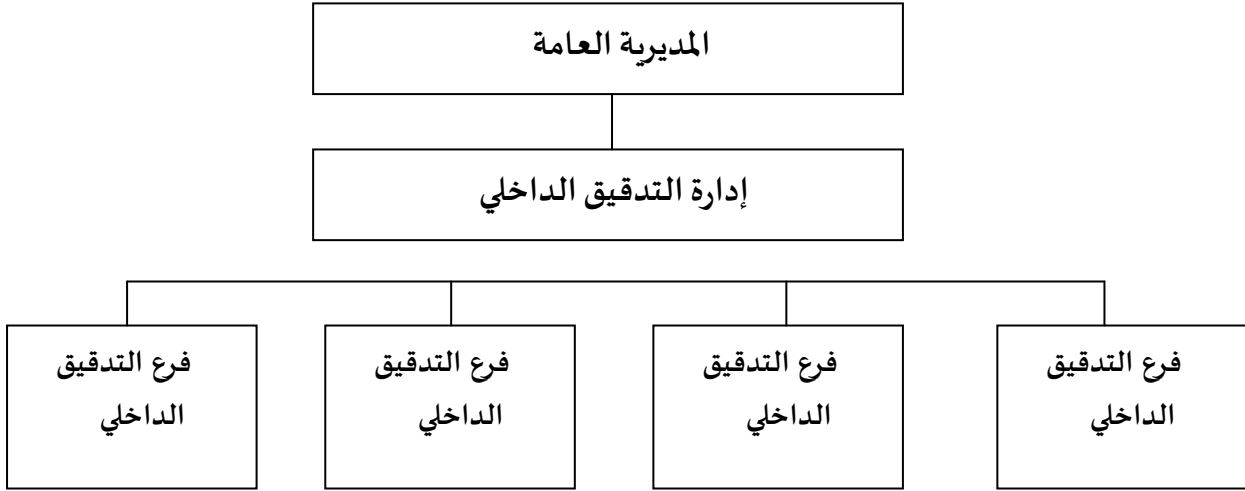 المديرية العامة
إدارة التدقيق الداخلي
فرع التدقيق
الداخلي
فرع التدقيق
الداخلي
فرع التدقيق
الداخلي
فرع التدقيق
الداخلي